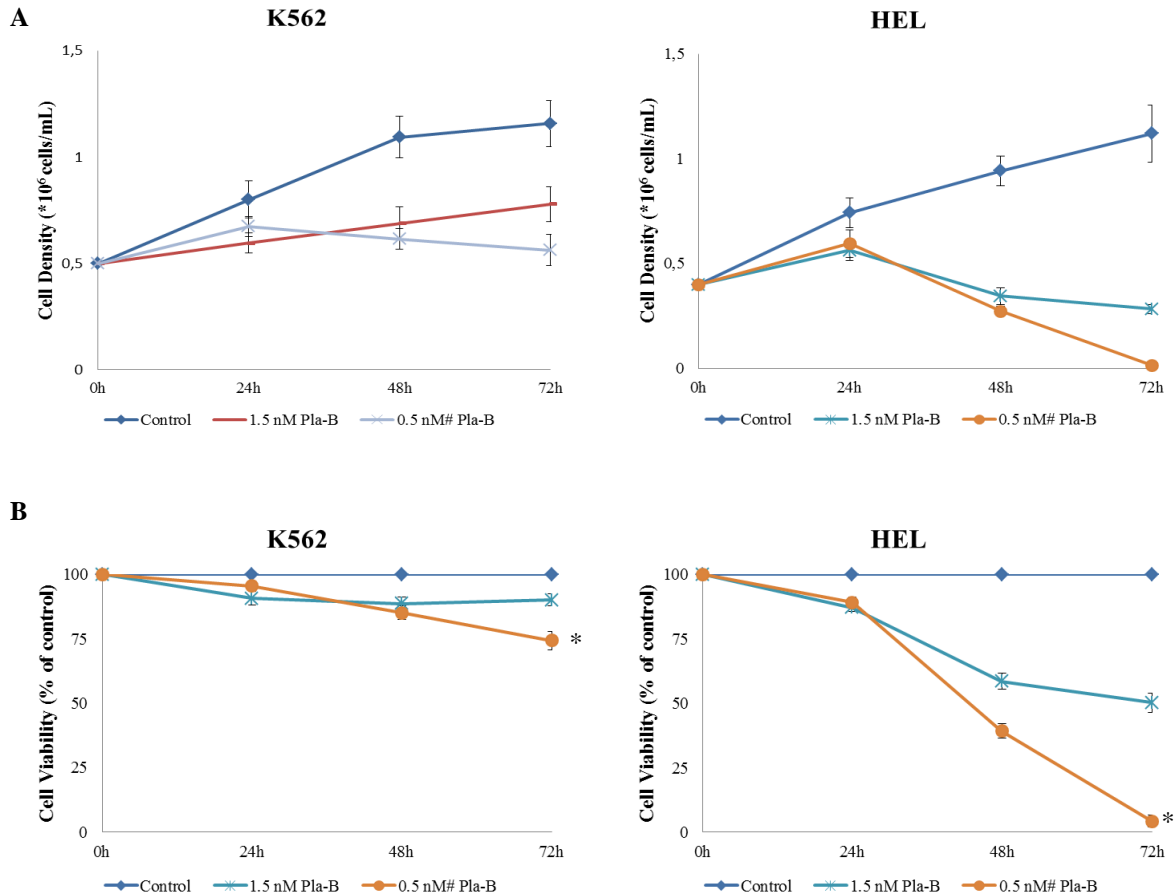 A
K562
HEL
Cell Density (*10⁶ cells/mL)
1,5
1
0,5
0
0h 24h 48h 72h
Control 1.5 nM Pla-B 0.5 nM# Pla-B
Cell Density (*10⁶ cells/mL)
1,5
1
0,5
0
0h 24h 48h 72h
Control 1.5 nM Pla-B 0.5 nM# Pla-B
B
K562
HEL
Cell Viability (% of control)
100
75
50
25
0
0h 24h 48h 72h
*
Control 1.5 nM Pla-B 0.5 nM# Pla-B
Cell Viability (% of control)
100
75
50
25
0
0h 24h 48h 72h
*
Control 1.5 nM Pla-B 0.5 nM# Pla-B